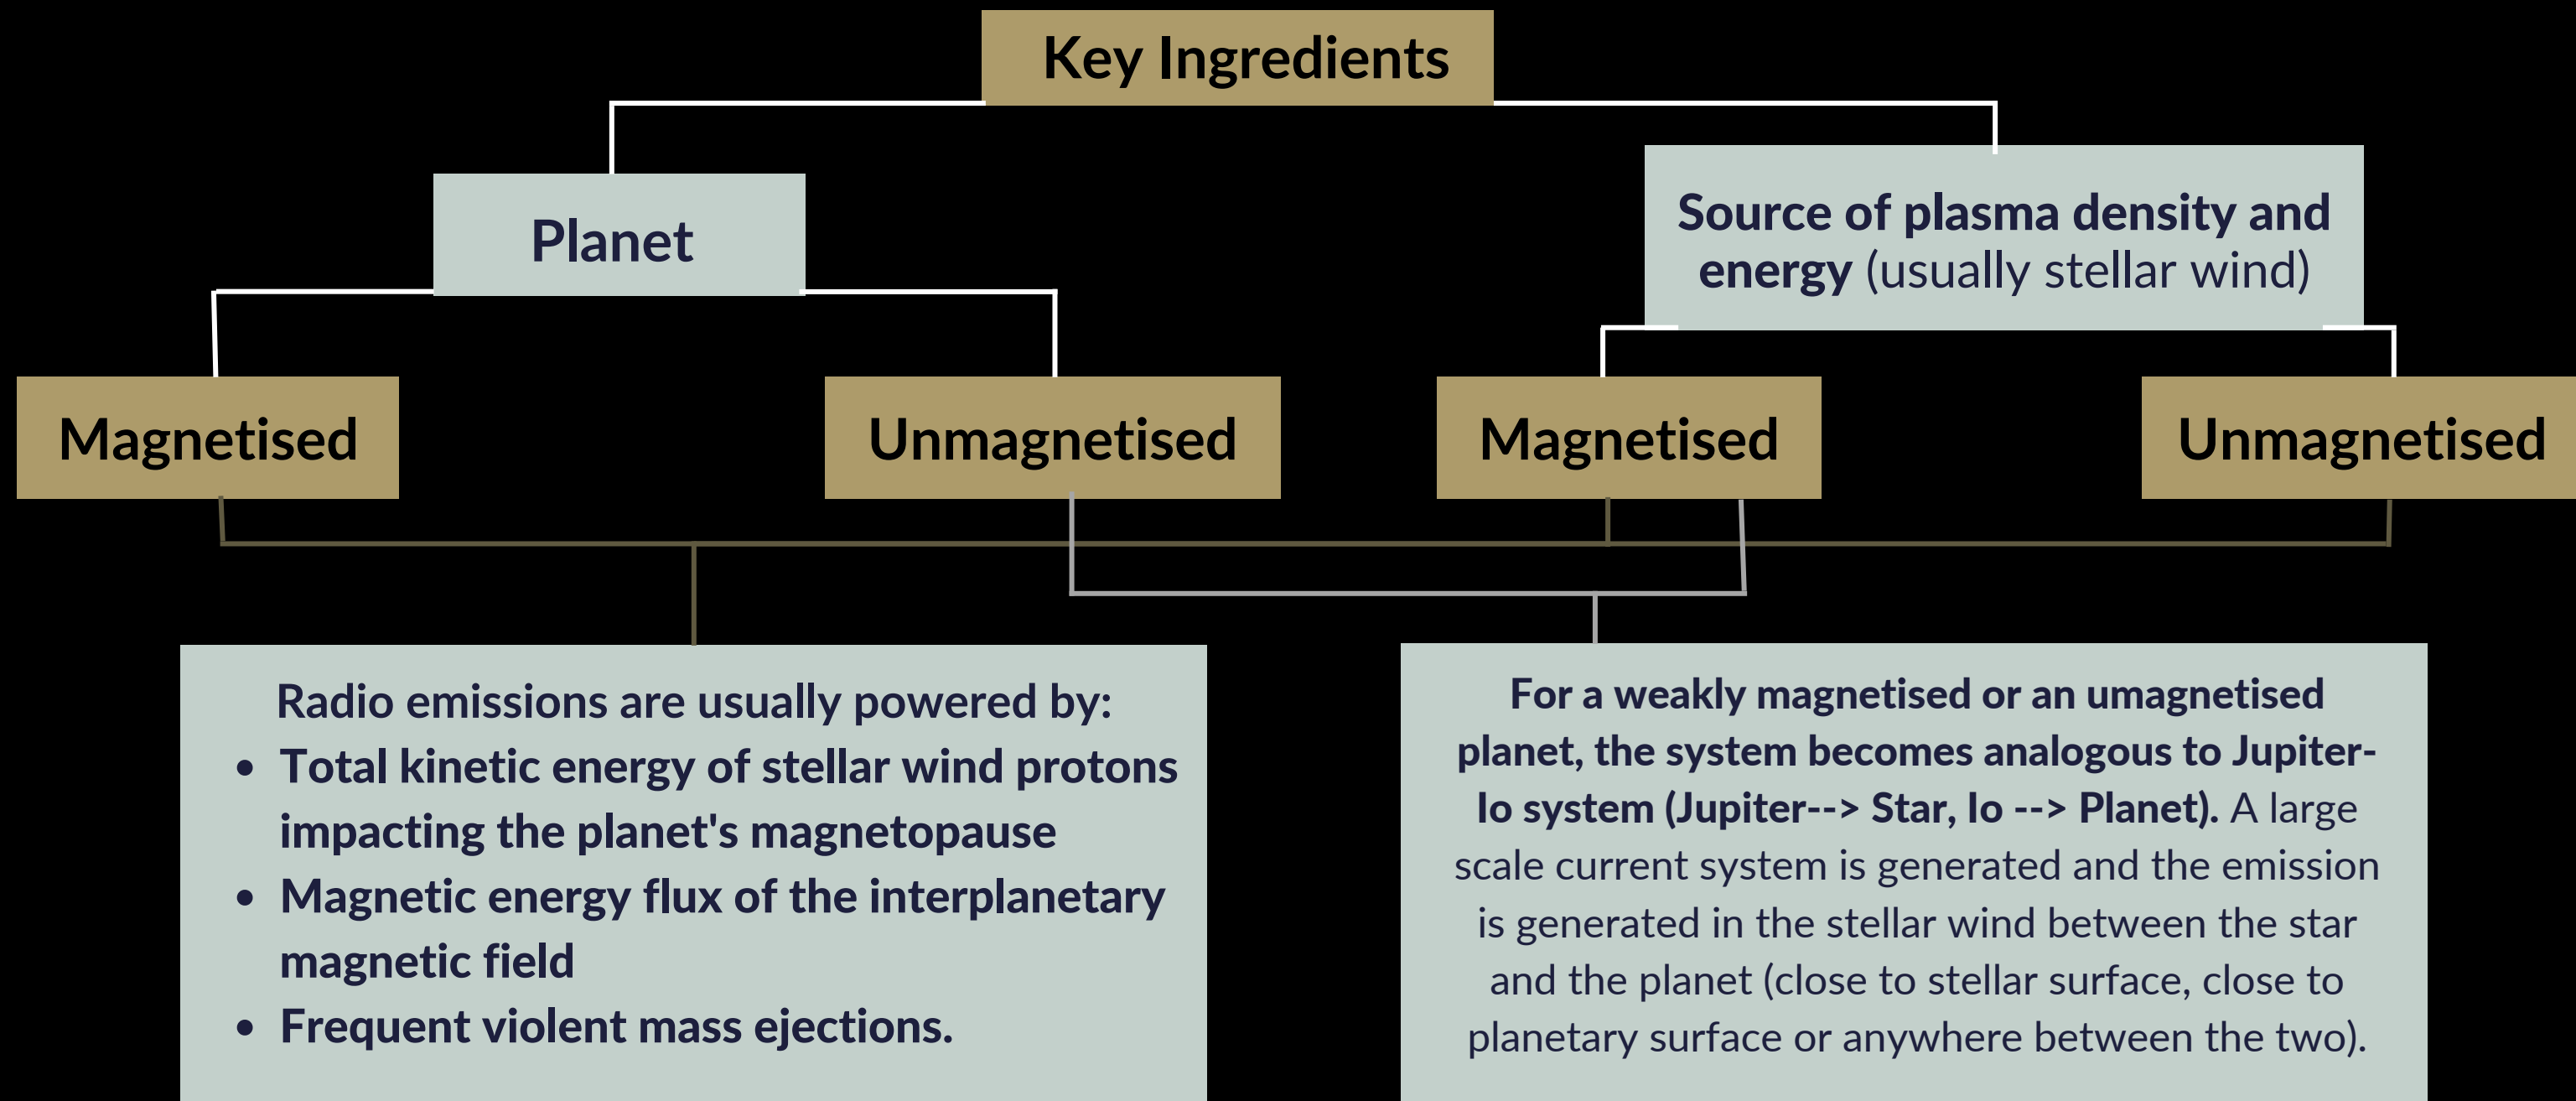 Key Ingredients
Planet
Source of plasma density and
energy (usually stellar wind)
Magnetised
Unmagnetised
Magnetised
Unmagnetised
Radio emissions are usually powered by:
• Total kinetic energy of stellar wind protons
impacting the planet's magnetopause
• Magnetic energy flux of the interplanetary
magnetic field
• Frequent violent mass ejections.
For a weakly magnetised or an umagnetised
planet, the system becomes analogous to Jupiter-
Io system (Jupiter--> Star, Io --> Planet). A large
scale current system is generated and the emission
is generated in the stellar wind between the star
and the planet (close to stellar surface, close to
planetary surface or anywhere between the two).